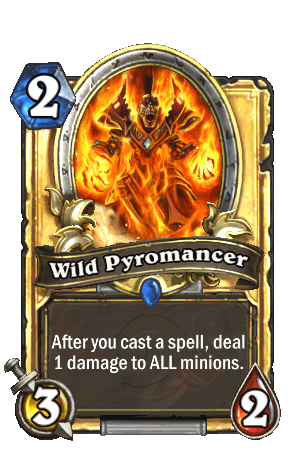 2
Wild Pyromancer
After you cast a spell, deal
1 damage to ALL minions.
3
2